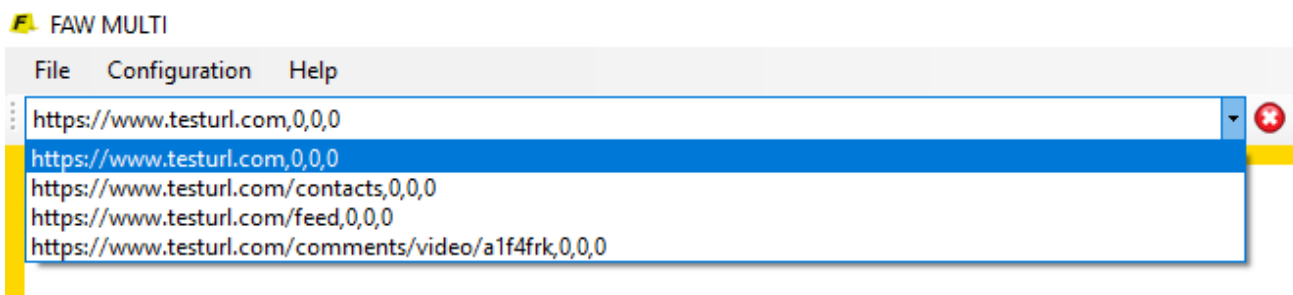 FAW MULTI
File Configuration Help
https://www.testurl.com,0,0,0
https://www.testurl.com,0,0,0
https://www.testurl.com/contacts,0,0,0
https://www.testurl.com/feed,0,0,0
https://www.testurl.com/comments/video/a1f4frk,0,0,0